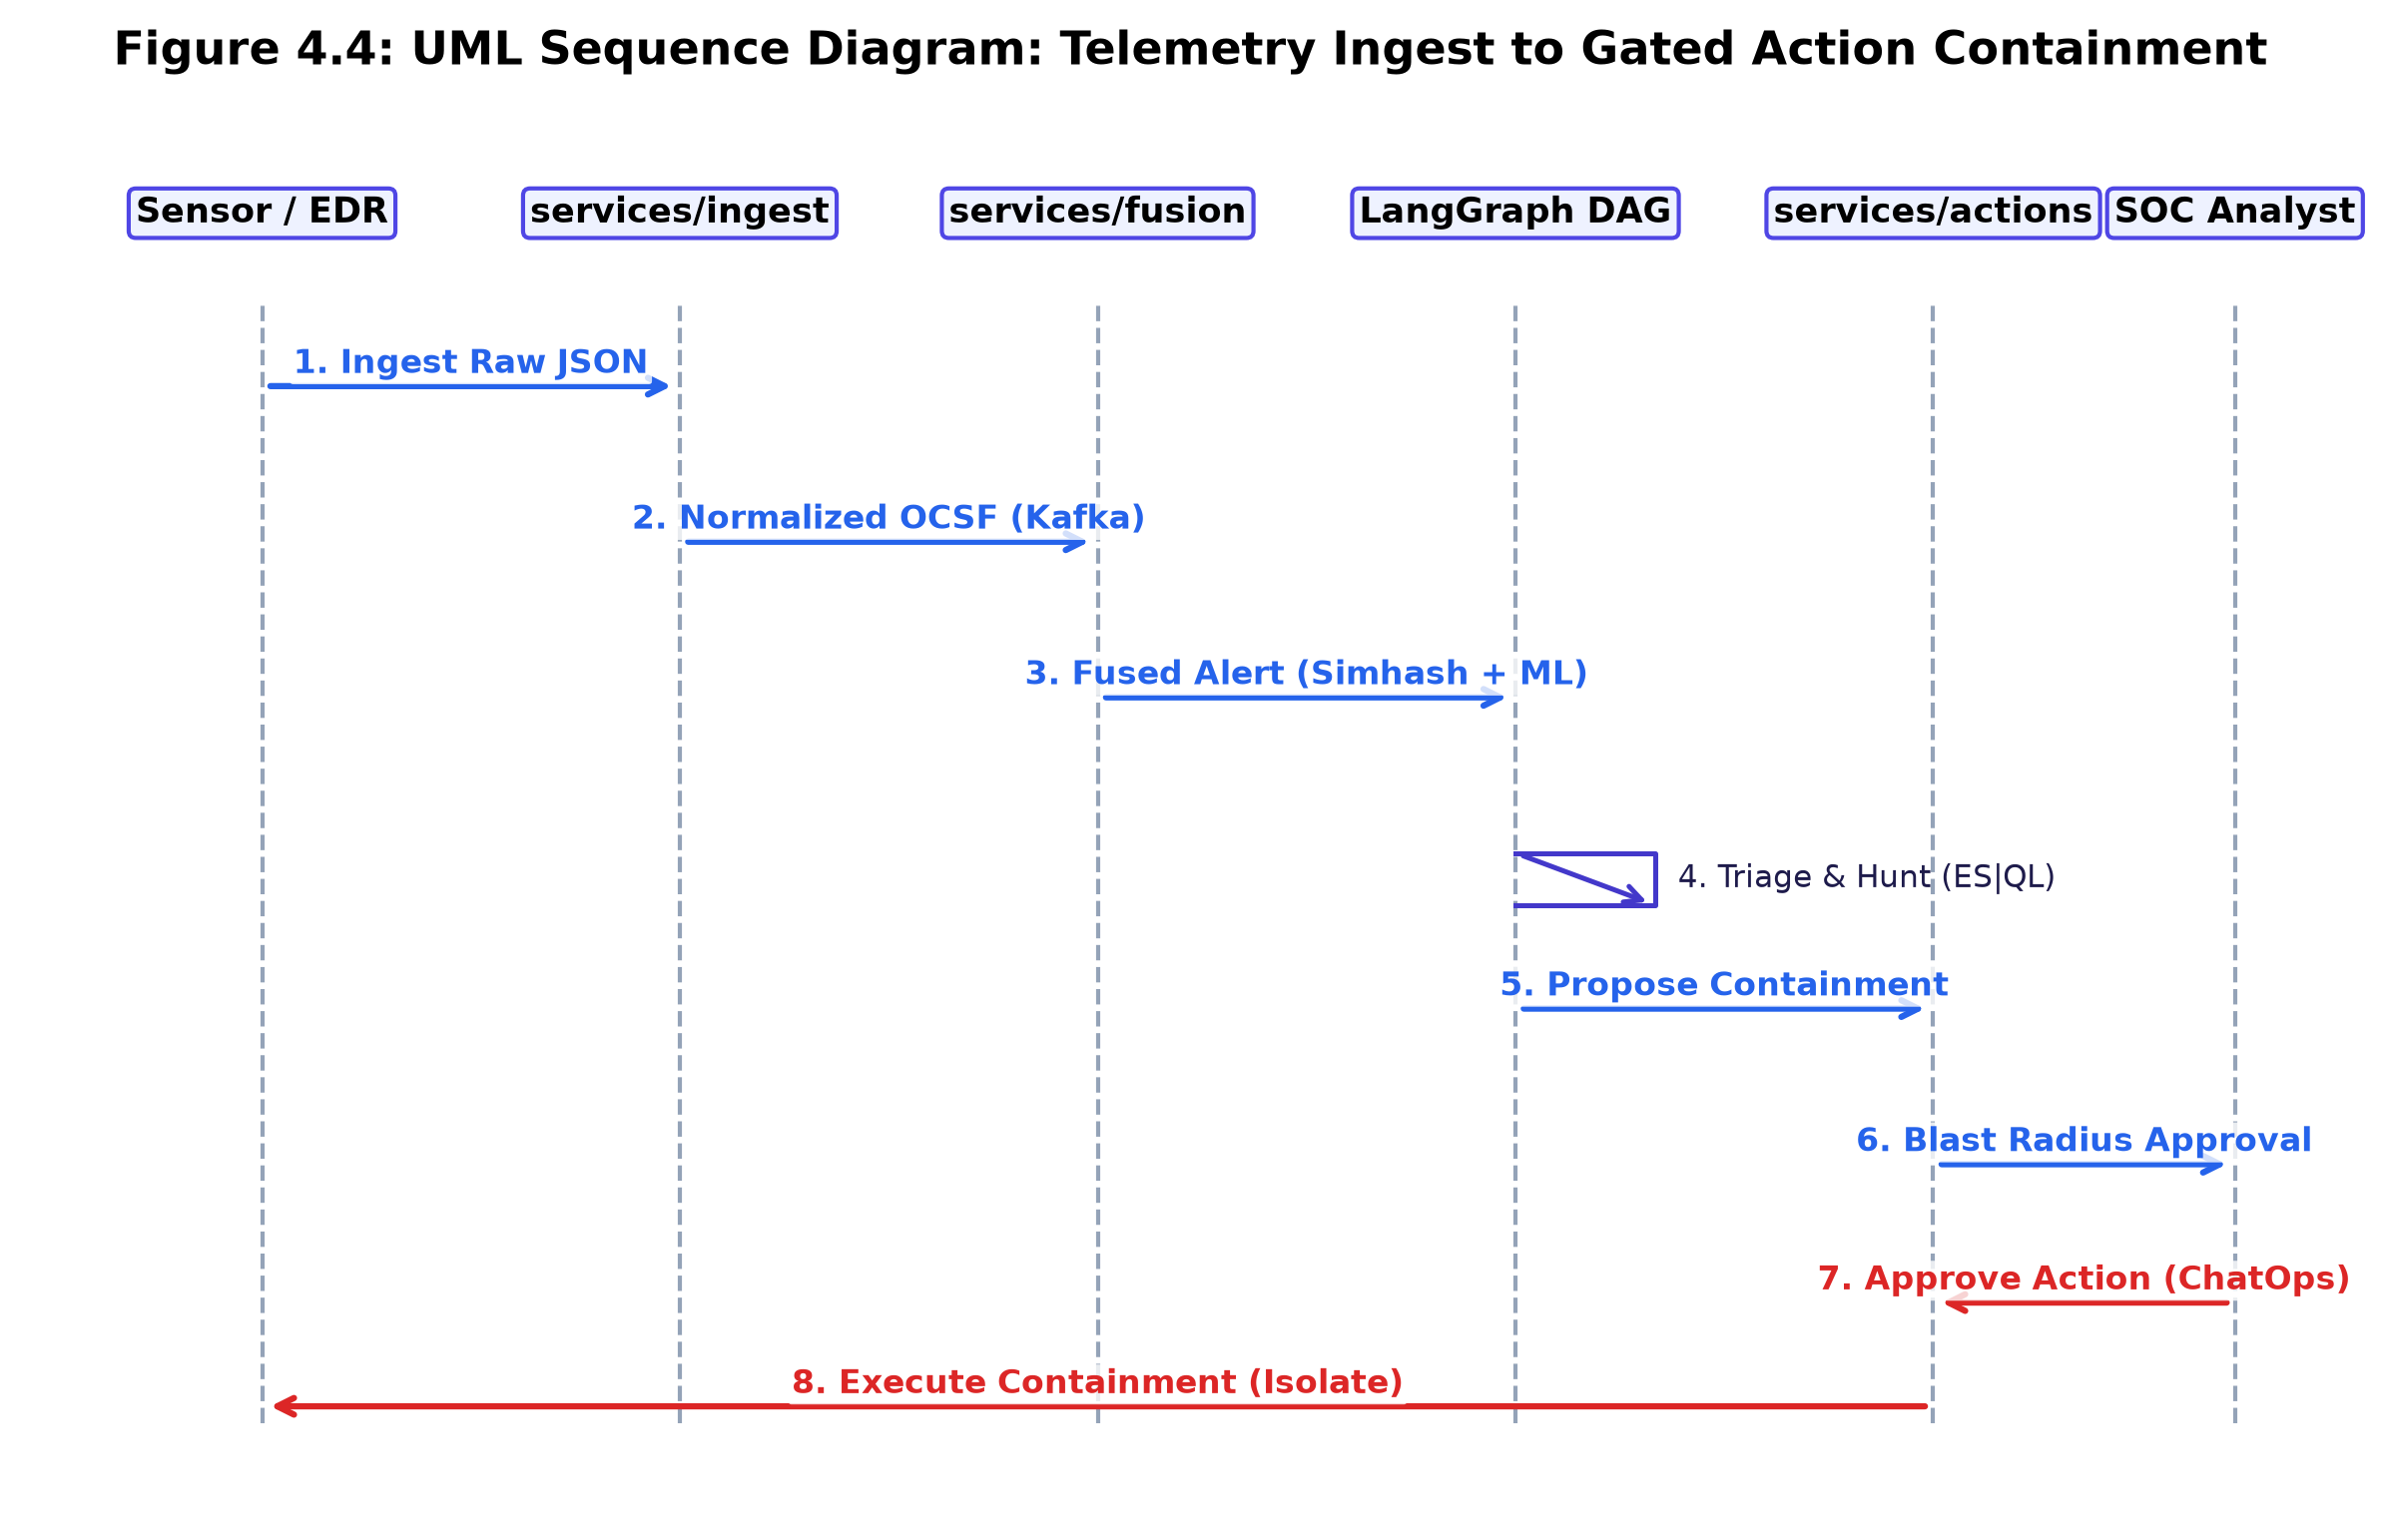 Figure 4.4: UML Sequence Diagram: Telemetry Ingest to Gated Action Containment
Sensor / EDR
services/ingest
services/fusion
LangGraph DAG
services/actions
SOC Analyst
1. Ingest Raw JSON
2. Normalized OCSF (Kafka)
3. Fused Alert (Simhash + ML)
4. Triage & Hunt (ES|QL)
5. Propose Containment
6. Blast Radius Approval
7. Approve Action (ChatOps)
8. Execute Containment (Isolate)